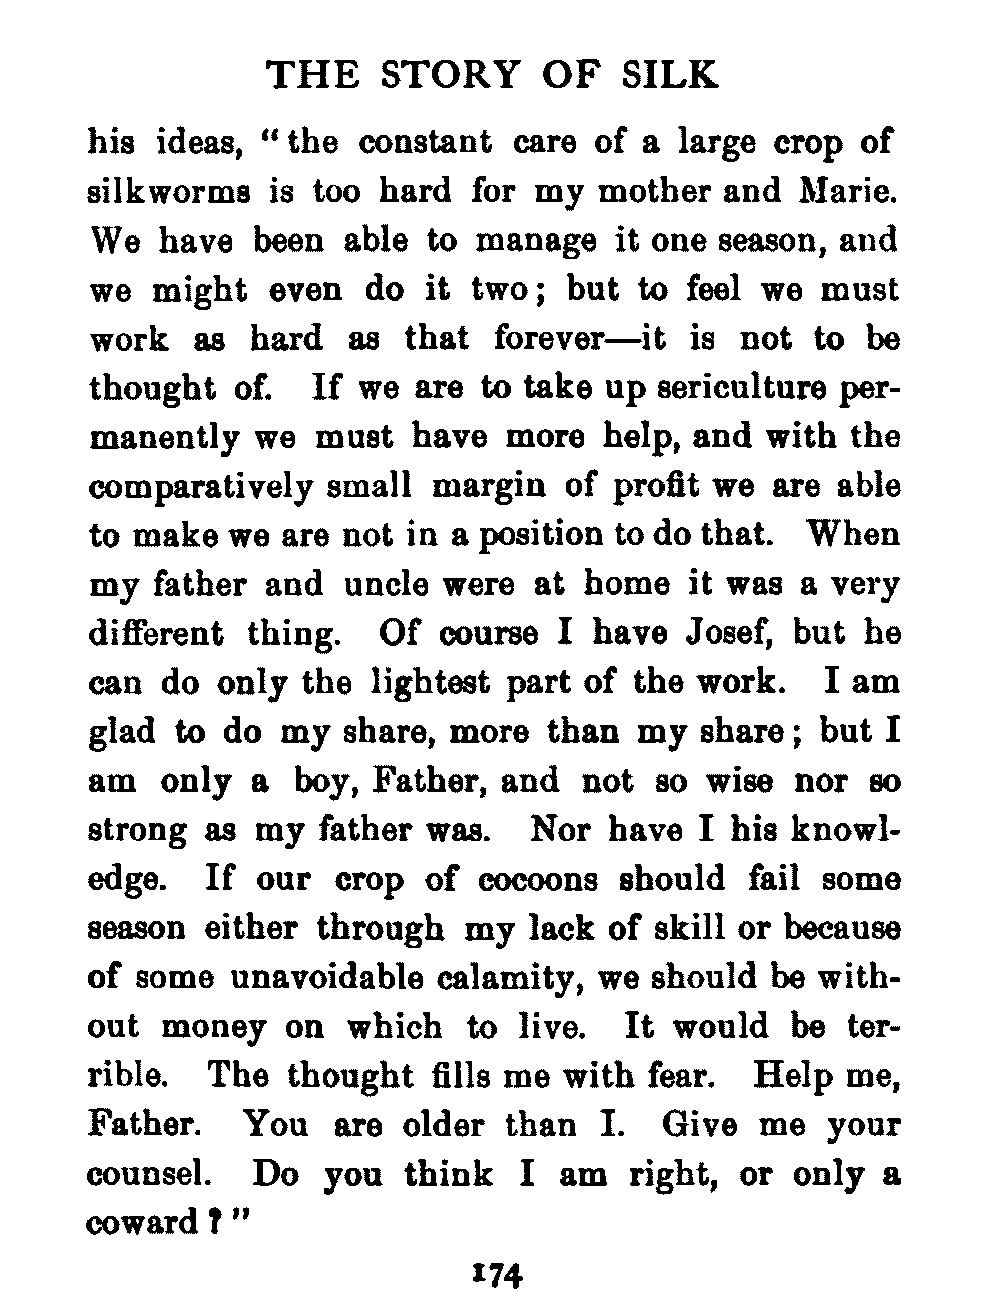 THE STORY OF SILK
his ideas, “the constant care of a large crop of
silkworms is too hard for my mother and Marie.
We have been able to manage it one season, and
we might even do it two; but to feel we must
work as hard as that forever—it is not to be
thought of. If we are to take up sericulture per-
manently we must have more help, and with the
comparatively small margin of profit we are able
to make we are not in a position to do that. When
my father and uncle were at home it was a very
different thing. Of course I have Josef, but he
can do only the lightest part of the work. I am
glad to do my share, more than my share; but I
am only a boy, Father, and not so wise nor so
strong as my father was. Nor have I his knowl-
edge. If our crop of cocoons should fail some
season either through my lack of skill or because
of some unavoidable calamity, we should be with-
out money on which to live. It would be ter-
rible. The thought fills me with fear. Help me,
Father. You are older than I. Give me your
counsel. Do you think I am right, or only a
coward?”
174